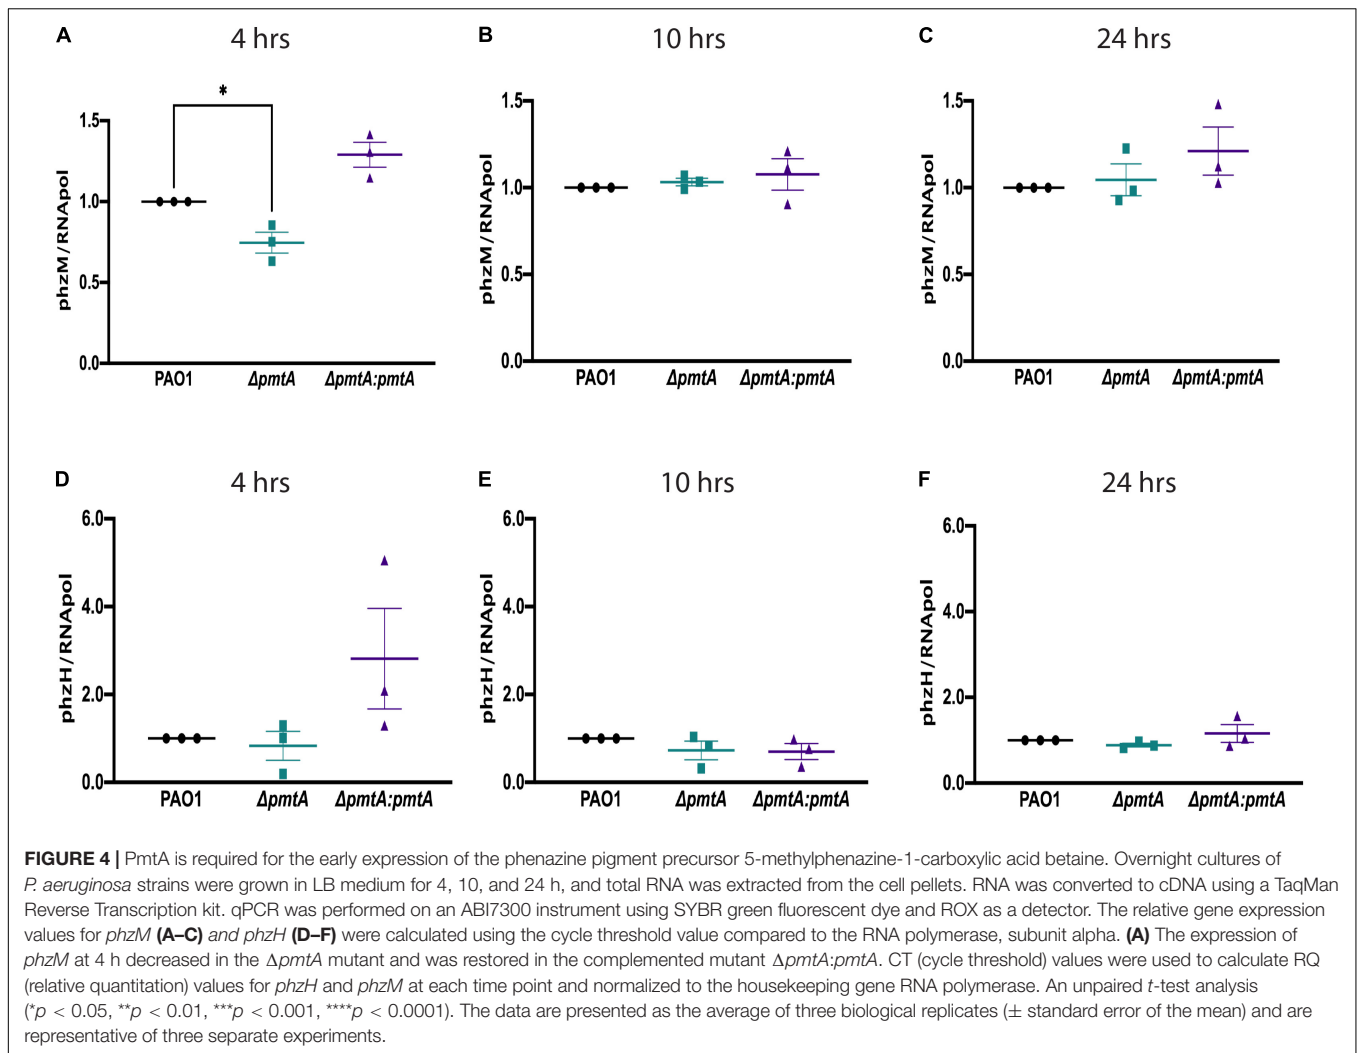 A 4 hrs
*
phzM/RNApol
1.5
1.0
0.5
0.0
PAO1 ΔpmtA ΔpmtA:pmtA
B 10 hrs
phzM/RNApol
1.5
1.0
0.5
0.0
PAO1 ΔpmtA ΔpmtA:pmtA
C 24 hrs
phzM/RNApol
1.5
1.0
0.5
0.0
PAO1 ΔpmtA ΔpmtA:pmtA
D 4 hrs
phzH/RNApol
6.0
4.0
2.0
0.0
PAO1 ΔpmtA ΔpmtA:pmtA
E 10 hrs
phzH/RNApol
6.0
4.0
2.0
0.0
PAO1 ΔpmtA ΔpmtA:pmtA
F 24 hrs
phzH/RNApol
6.0
4.0
2.0
0.0
PAO1 ΔpmtA ΔpmtA:pmtA
FIGURE 4 | PmtA is required for the early expression of the phenazine pigment precursor 5-methylphenazine-1-carboxylic acid betaine. Overnight cultures of
P. aeruginosa strains were grown in LB medium for 4, 10, and 24 h, and total RNA was extracted from the cell pellets. RNA was converted to cDNA using a TaqMan
Reverse Transcription kit. qPCR was performed on an ABI7300 instrument using SYBR green fluorescent dye and ROX as a detector. The relative gene expression
values for phzM (A–C) and phzH (D–F) were calculated using the cycle threshold value compared to the RNA polymerase, subunit alpha. (A) The expression of
phzM at 4 h decreased in the ΔpmtA mutant and was restored in the complemented mutant ΔpmtA:pmtA. CT (cycle threshold) values were used to calculate RQ
(relative quantitation) values for phzH and phzM at each time point and normalized to the housekeeping gene RNA polymerase. An unpaired t-test analysis
(*p < 0.05, **p < 0.01, ***p < 0.001, ****p < 0.0001). The data are presented as the average of three biological replicates (± standard error of the mean) and are
representative of three separate experiments.